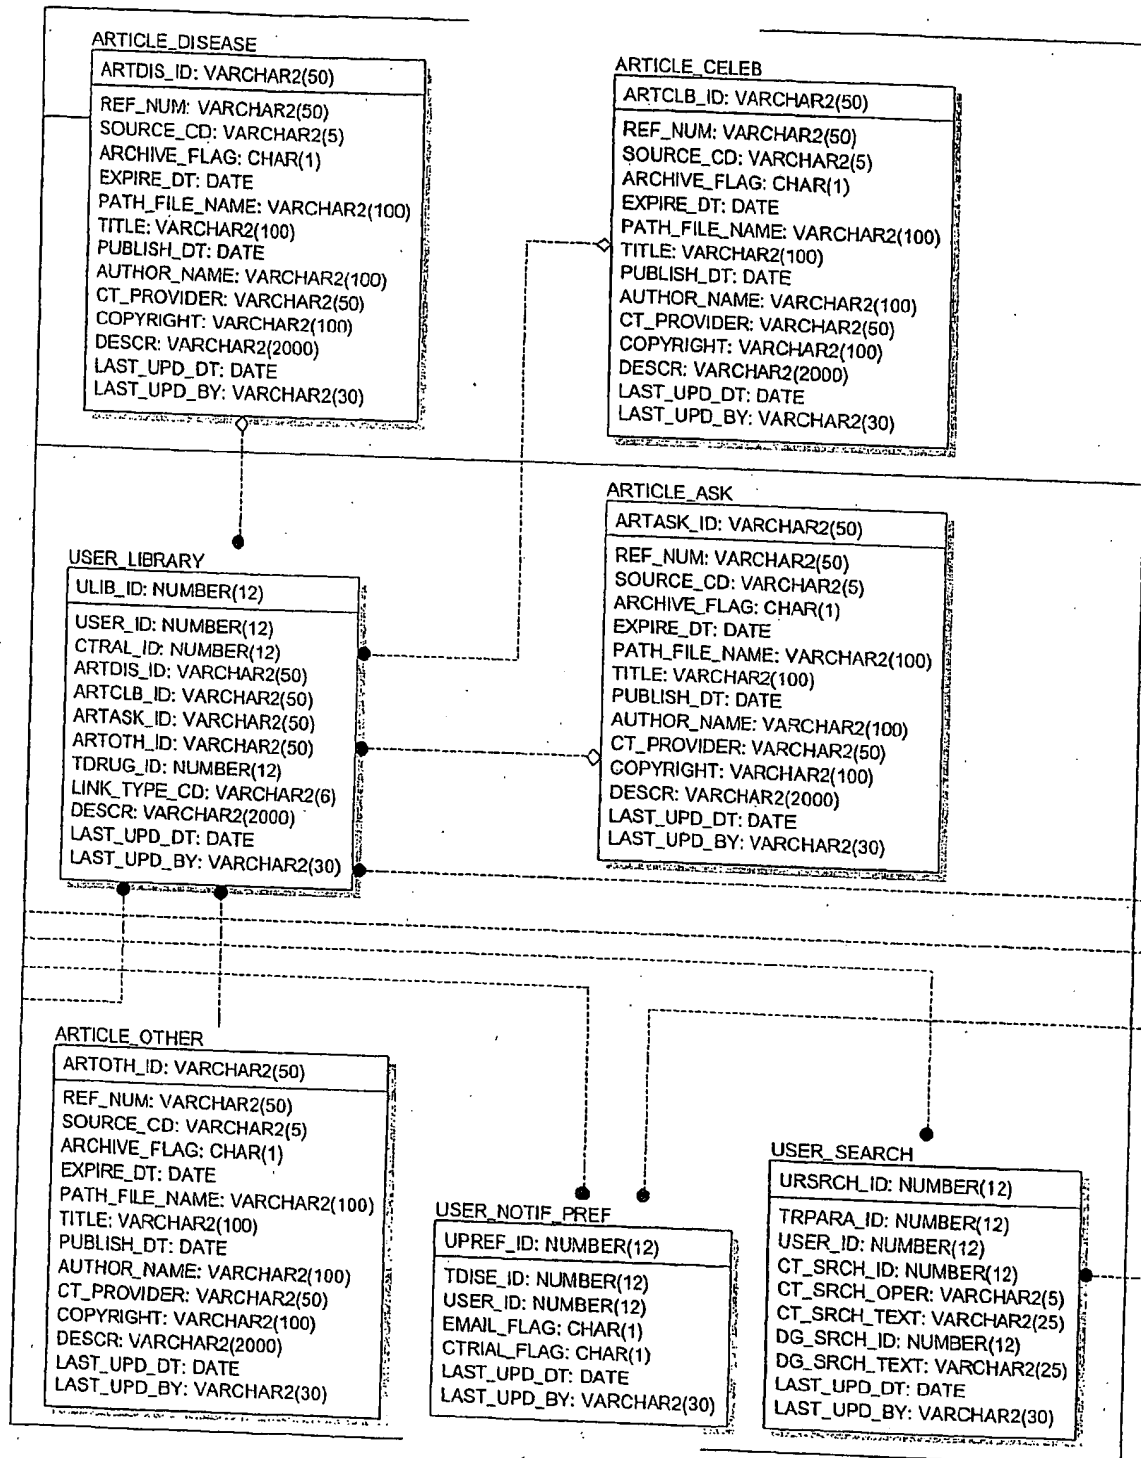 ARTICLE_DISEASE
ARTDIS_ID: VARCHAR2(50)
REF_NUM: VARCHAR2(50)
SOURCE_CD: VARCHAR2(5)
ARCHIVE_FLAG: CHAR(1)
EXPIRE_DT: DATE
PATH_FILE_NAME: VARCHAR2(100)
TITLE: VARCHAR2(100)
PUBLISH_DT: DATE
AUTHOR_NAME: VARCHAR2(100)
CT_PROVIDER: VARCHAR2(50)
COPYRIGHT: VARCHAR2(100)
DESCR: VARCHAR2(2000)
LAST_UPD_DT: DATE
LAST_UPD_BY: VARCHAR2(30)
ARTICLE_CELEB
ARTCLB_ID: VARCHAR2(50)
REF_NUM: VARCHAR2(50)
SOURCE_CD: VARCHAR2(5)
ARCHIVE_FLAG: CHAR(1)
EXPIRE_DT: DATE
PATH_FILE_NAME: VARCHAR2(100)
TITLE: VARCHAR2(100)
PUBLISH_DT: DATE
AUTHOR_NAME: VARCHAR2(100)
CT_PROVIDER: VARCHAR2(50)
COPYRIGHT: VARCHAR2(100)
DESCR: VARCHAR2(2000)
LAST_UPD_DT: DATE
LAST_UPD_BY: VARCHAR2(30)
USER_LIBRARY
ULIB_ID: NUMBER(12)
USER_ID: NUMBER(12)
CTRAL_ID: NUMBER(12)
ARTDIS_ID: VARCHAR2(50)
ARTCLB_ID: VARCHAR2(50)
ARTASK_ID: VARCHAR2(50)
ARTOTH_ID: VARCHAR2(50)
TDRUG_ID: NUMBER(12)
LINK_TYPE_CD: VARCHAR2(6)
DESCR: VARCHAR2(2000)
LAST_UPD_DT: DATE
LAST_UPD_BY: VARCHAR2(30)
ARTICLE_ASK
ARTASK_ID: VARCHAR2(50)
REF_NUM: VARCHAR2(50)
SOURCE_CD: VARCHAR2(5)
ARCHIVE_FLAG: CHAR(1)
EXPIRE_DT: DATE
PATH_FILE_NAME: VARCHAR2(100)
TITLE: VARCHAR2(100)
PUBLISH_DT: DATE
AUTHOR_NAME: VARCHAR2(100)
CT_PROVIDER: VARCHAR2(50)
COPYRIGHT: VARCHAR2(100)
DESCR: VARCHAR2(2000)
LAST_UPD_DT: DATE
LAST_UPD_BY: VARCHAR2(30)
ARTICLE_OTHER
ARTOTH_ID: VARCHAR2(50)
REF_NUM: VARCHAR2(50)
SOURCE_CD: VARCHAR2(5)
ARCHIVE_FLAG: CHAR(1)
EXPIRE_DT: DATE
PATH_FILE_NAME: VARCHAR2(100)
TITLE: VARCHAR2(100)
PUBLISH_DT: DATE
AUTHOR_NAME: VARCHAR2(100)
CT_PROVIDER: VARCHAR2(50)
COPYRIGHT: VARCHAR2(100)
DESCR: VARCHAR2(2000)
LAST_UPD_DT: DATE
LAST_UPD_BY: VARCHAR2(30)
USER_NOTIF_PREF
UPREF_ID: NUMBER(12)
TDISE_ID: NUMBER(12)
USER_ID: NUMBER(12)
EMAIL_FLAG: CHAR(1)
CTRIAL_FLAG: CHAR(1)
LAST_UPD_DT: DATE
LAST_UPD_BY: VARCHAR2(30)
USER_SEARCH
URSRCH_ID: NUMBER(12)
TRPARA_ID: NUMBER(12)
USER_ID: NUMBER(12)
CT_SRCH_ID: NUMBER(12)
CT_SRCH_OPER: VARCHAR2(5)
CT_SRCH_TEXT: VARCHAR2(25)
DG_SRCH_ID: NUMBER(12)
DG_SRCH_TEXT: VARCHAR2(25)
LAST_UPD_DT: DATE
LAST_UPD_BY: VARCHAR2(30)